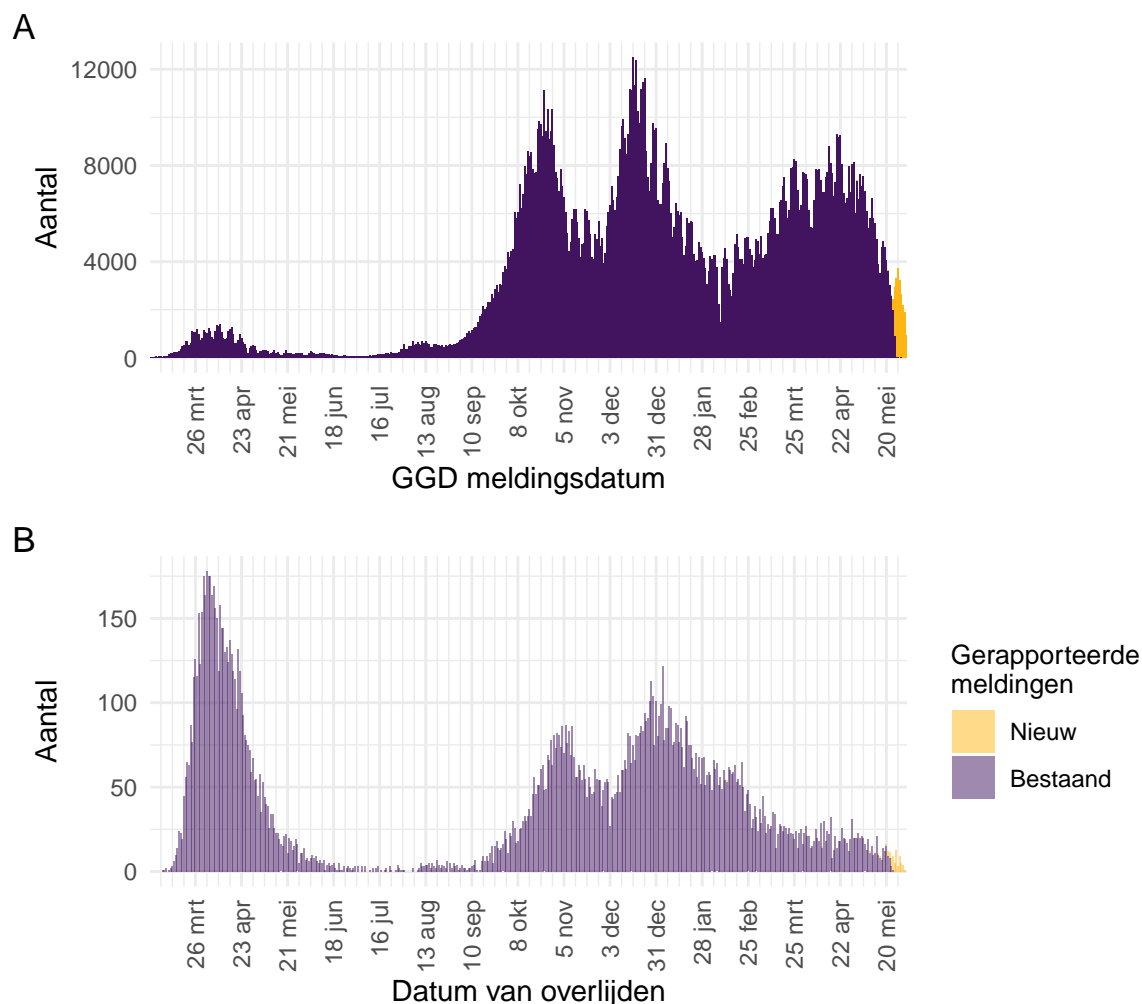 A
12000
8000
4000
0
Aantal
26 mrt
23 apr
21 mei
18 jun
16 jul
13 aug
10 sep
8 okt
5 nov
3 dec
31 dec
28 jan
25 feb
25 mrt
22 apr
20 mei
GGD meldingsdatum
B
150
100
50
0
Aantal
26 mrt
23 apr
21 mei
18 jun
16 jul
13 aug
10 sep
8 okt
5 nov
3 dec
31 dec
28 jan
25 feb
25 mrt
22 apr
20 mei
Datum van overlijden
Gerapporteerde
meldingen
Nieuw
Bestaand